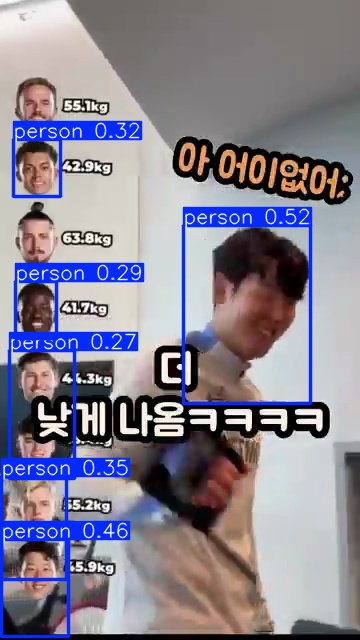 55.1kg
person 0.32
42.9kg
아 어이없어;
person 0.52
63.8kg
person 0.29
41.7kg
person 0.27
44.3kg
더
낮게 나옴ㅋㅋㅋㅋ
person 0.35
55.2kg
person 0.46
45.9kg